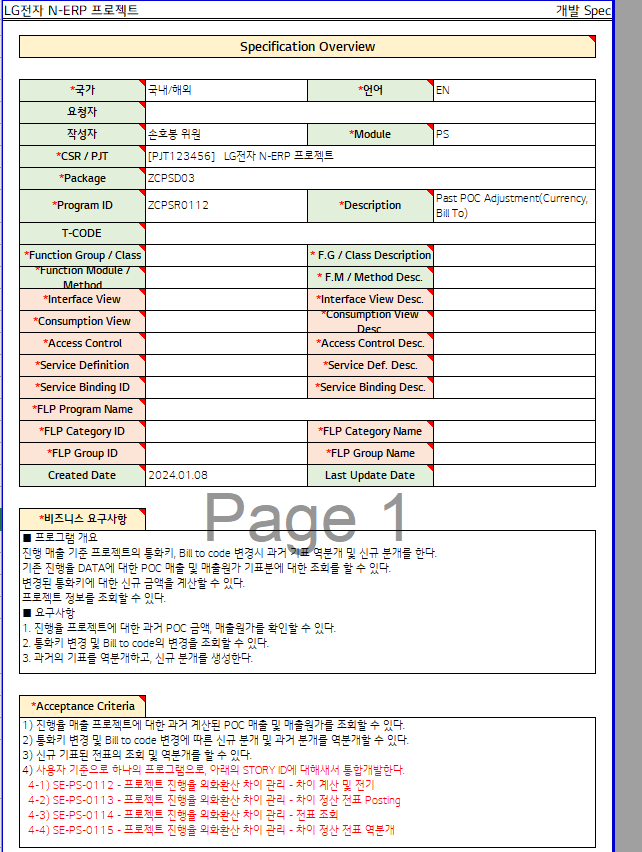 LG전자 N-ERP 프로젝트 개발 Spec
Specification Overview
*국가 국내/해외 *언어 EN
요청자
작성자 손호봉 위원 *Module PS
*CSR / PJT [PJT123456] LG전자 N-ERP 프로젝트
*Package ZCPSD03
*Program ID ZCPSR0112 *Description Past POC Adjustment(Currency,
Bill To)
T-CODE
*Function Group / Class * F.G / Class Description
*Function Module /
Method * F.M / Method Desc.
*Interface View *Interface View Desc.
*Consumption View *Consumption View
Desc
*Access Control *Access Control Desc.
*Service Definition *Service Def. Desc.
*Service Binding ID *Service Binding Desc.
*FLP Program Name
*FLP Category ID *FLP Category Name
*FLP Group ID *FLP Group Name
Created Date 2024.01.08 Last Update Date
Page 1
*비즈니스 요구사항
■ 프로그램 개요
진행 매출 기준 프로젝트의 통화키, Bill to code 변경시 과거 기표 역분개 및 신규 분개를 한다.
기존 진행율 DATA에 대한 POC 매출 및 매출원가 기표분에 대한 조회를 할 수 있다.
변경된 통화키에 대한 신규 금액을 계산할 수 있다.
프로젝트 정보를 조회할 수 있다.
■ 요구사항
1. 진행율 프로젝트에 대한 과거 POC 금액, 매출원가를 확인할 수 있다.
2. 통화키 변경 및 Bill to code의 변경을 조회할 수 있다.
3. 과거의 기표를 역분개하고, 신규 분개를 생성한다.
*Acceptance Criteria
1) 진행율 매출 프로젝트에 대한 과거 계산된 POC 매출 및 매출원가를 조회할 수 있다.
2) 통화키 변경 및 Bill to code 변경에 따른 신규 분개 및 과거 분개를 역분개할 수 있다.
3) 신규 기표된 전표의 조회 및 역분개를 할 수 있다.
4) 사용자 기준으로 하나의 프로그램으로, 아래의 STORY ID에 대해새서 통합개발한다.
4-1) SE-PS-0112 - 프로젝트 진행율 외화환산 차이 관리 - 차이 계산 및 전기
4-2) SE-PS-0113 - 프로젝트 진행율 외화환산 차이 관리 - 차이 정산 전표 Posting
4-3) SE-PS-0114 - 프로젝트 진행율 외화환산 차이 관리 - 전표 조회
4-4) SE-PS-0115 - 프로젝트 진행율 외화환산 차이 관리 - 차이 정산 전표 역분개